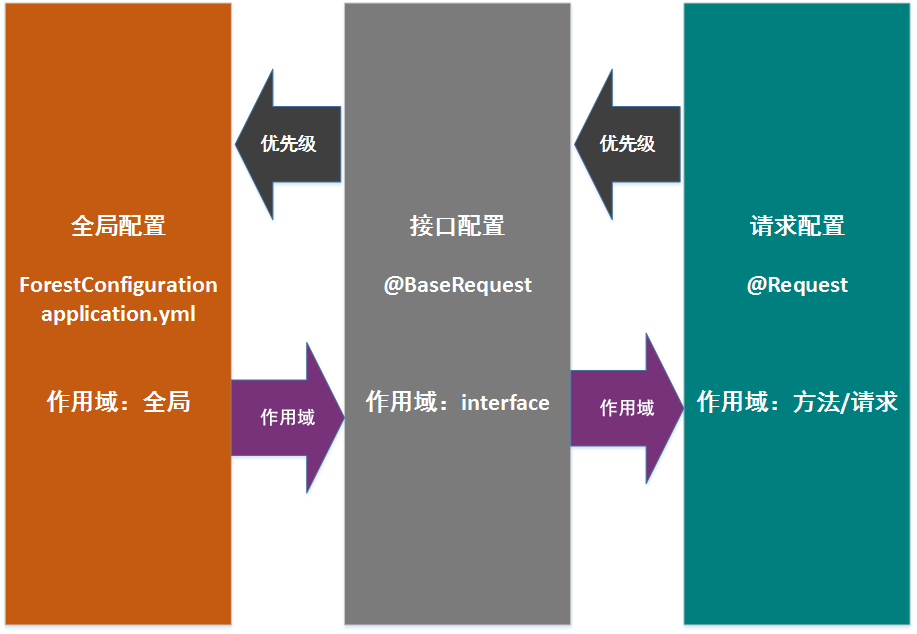 全局配置
ForestConfiguration
application.yml
作用域：全局
优先级
作用域
接口配置
@BaseRequest
作用域：interface
优先级
作用域
请求配置
@Request
作用域：方法/请求